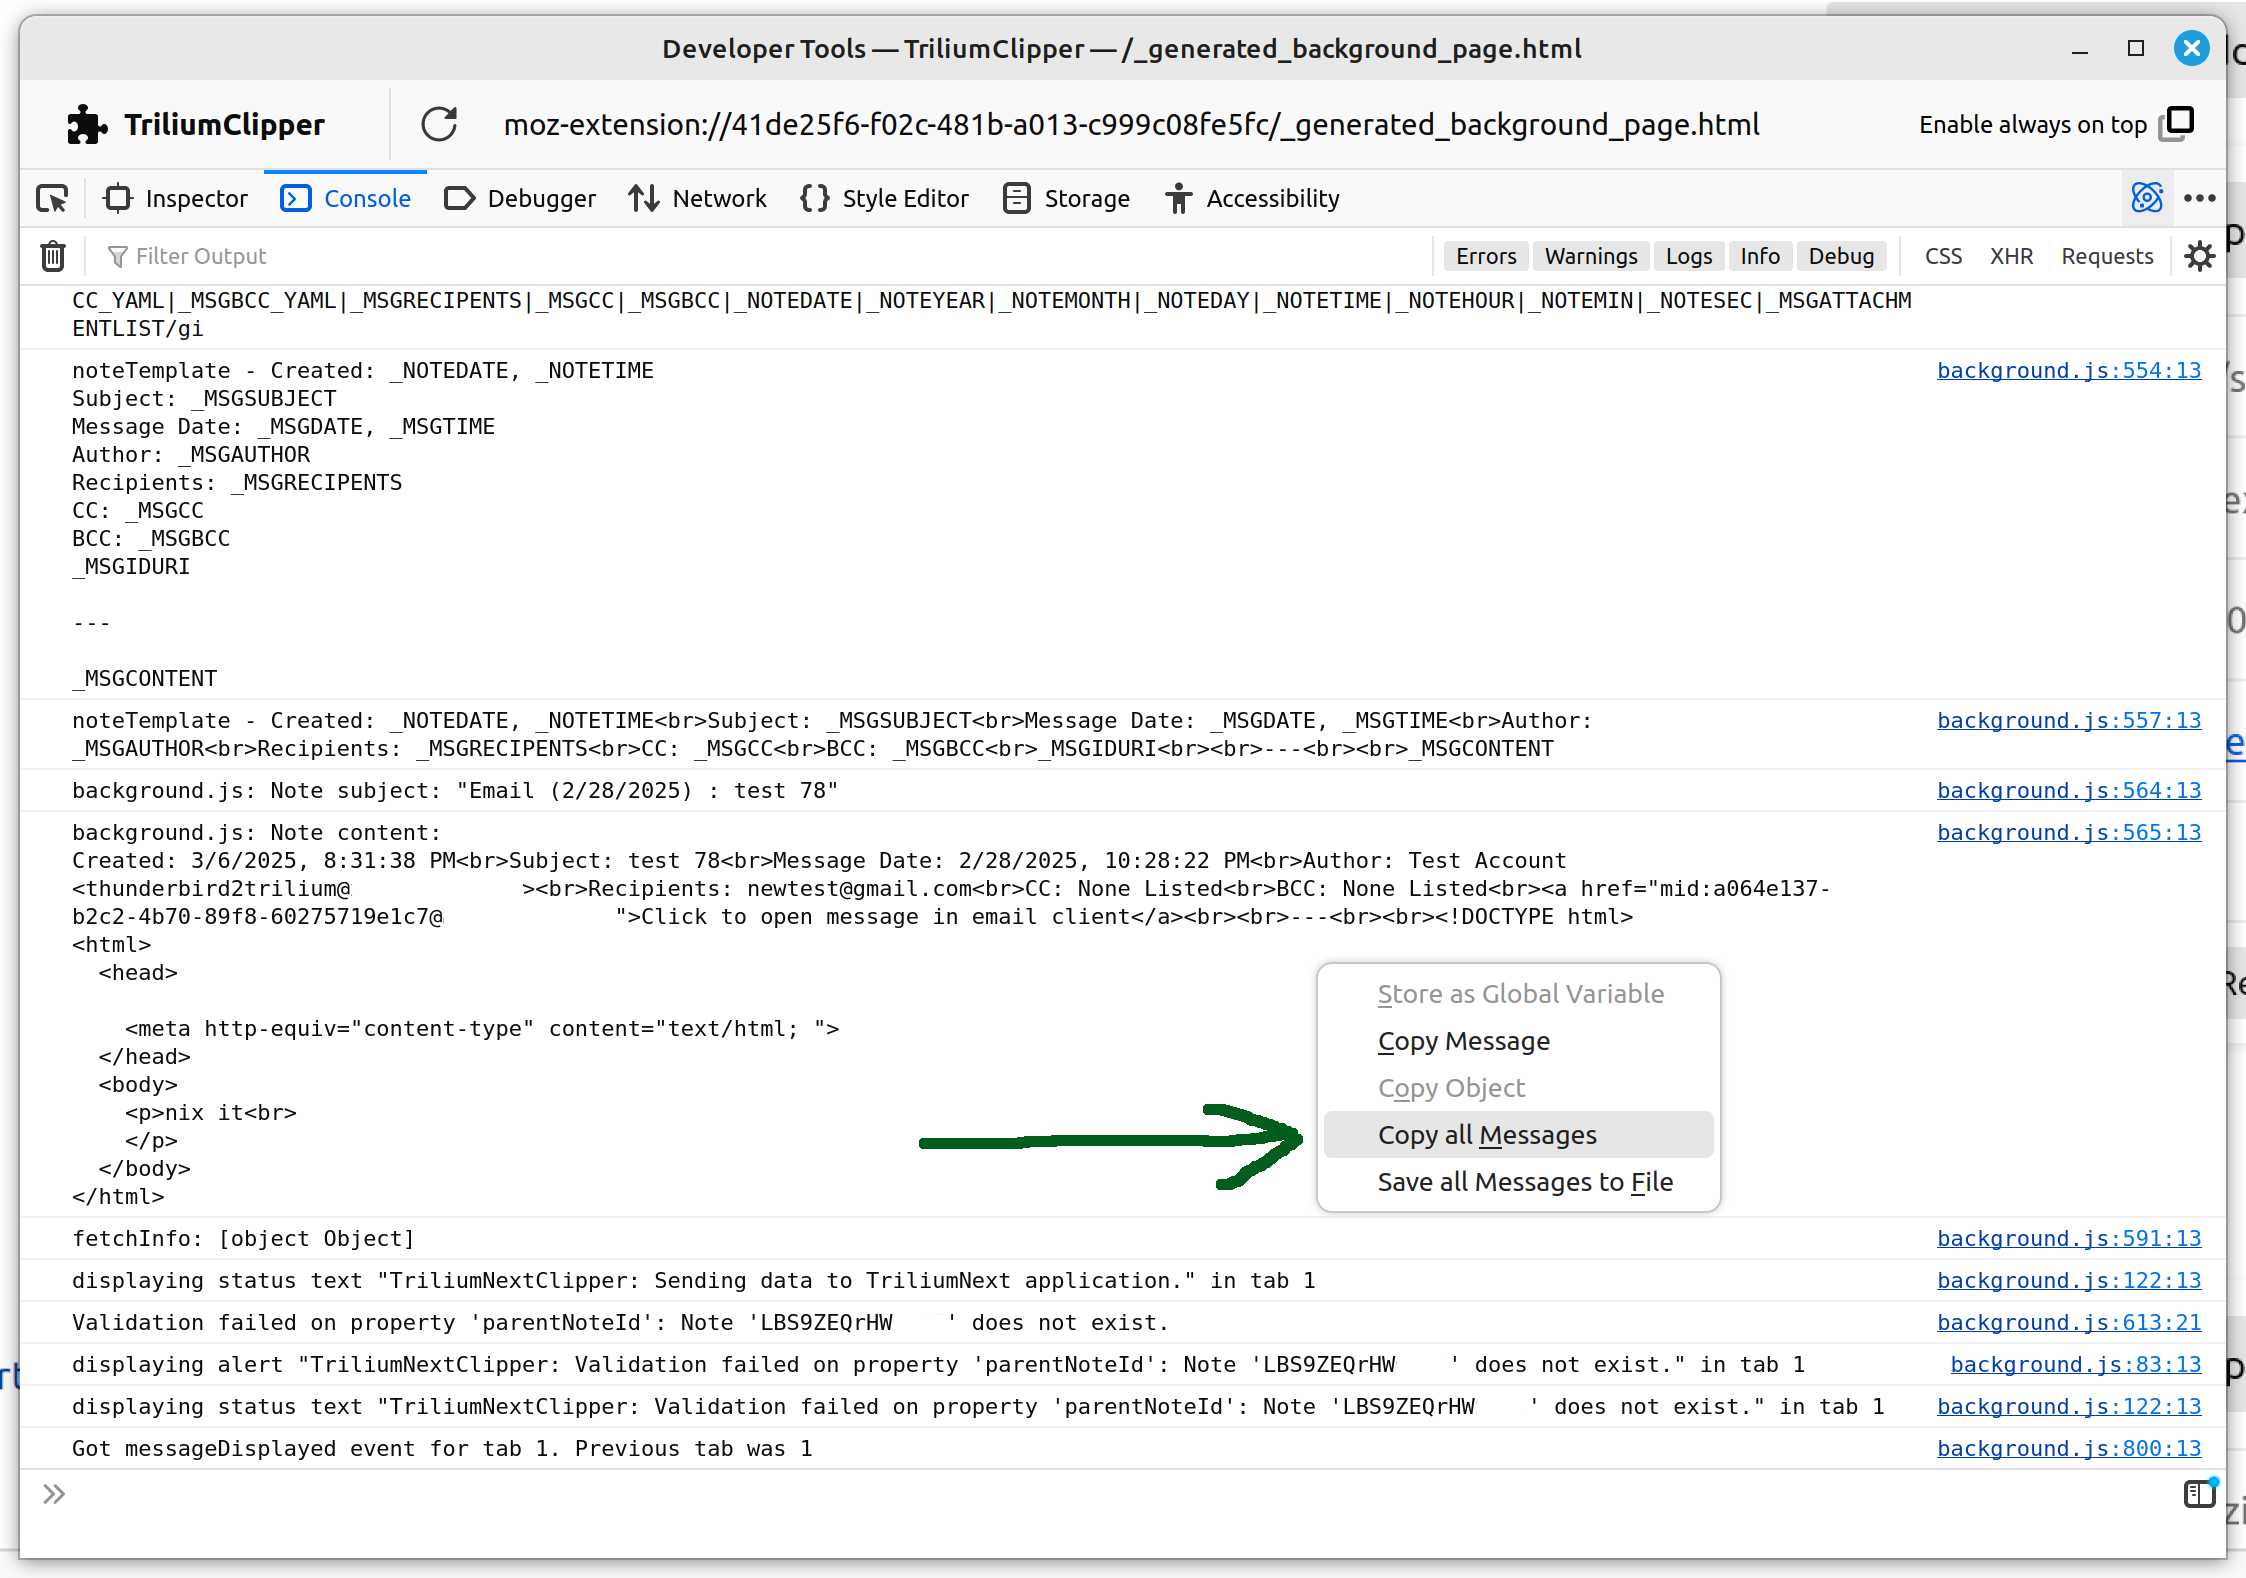 Developer Tools — TriliumClipper — /_generated_background_page.html
TriliumClipper
moz-extension://41de25f6-f02c-481b-a013-c999c08fe5fc/_generated_background_page.html
Enable always on top
Inspector Console Debugger Network Style Editor Storage Accessibility
Filter Output Errors Warnings Logs Info Debug CSS XHR Requests
CC_YAML|_MSGBCC_YAML|_MSGRECIPENTS|_MSGCC|_MSGBCC|_NOTEDATE|_NOTEYEAR|_NOTEMONTH|_NOTEDAY|_NOTETIME|_NOTEHOUR|_NOTEMIN|_NOTESEC|_MSGATTACHM
ENTLIST/gi
noteTemplate - Created: _NOTEDATE, _NOTETIME background.js:554:13
Subject: _MSGSUBJECT
Message Date: _MSGDATE, _MSGTIME
Author: _MSGAUTHOR
Recipients: _MSGRECIPENTS
CC: _MSGCC
BCC: _MSGBCC
_MSGIDURI
---
_MSGCONTENT
noteTemplate - Created: _NOTEDATE, _NOTETIME<br>Subject: _MSGSUBJECT<br>Message Date: _MSGDATE, _MSGTIME<br>Author: background.js:557:13
_MSGAUTHOR<br>Recipients: _MSGRECIPENTS<br>CC: _MSGCC<br>BCC: _MSGBCC<br>_MSGIDURI<br><br>---<br><br>_MSGCONTENT
background.js: Note subject: "Email (2/28/2025) : test 78" background.js:564:13
background.js: Note content: background.js:565:13
Created: 3/6/2025, 8:31:38 PM<br>Subject: test 78<br>Message Date: 2/28/2025, 10:28:22 PM<br>Author: Test Account
<thunderbird2trilium@ ><br>Recipients: newtest@gmail.com<br>CC: None Listed<br>BCC: None Listed<br><a href="mid:a064e137-
b2c2-4b70-89f8-60275719e1c7@ ">Click to open message in email client</a><br><br>---<br><br><!DOCTYPE html>
<html>
<head>
<meta http-equiv="content-type" content="text/html; ">
</head>
<body>
<p>nix it<br>
</p>
</body>
</html>
Store as Global Variable
Copy Message
Copy Object
Copy all Messages
Save all Messages to File
fetchInfo: [object Object] background.js:591:13
displaying status text "TriliumNextClipper: Sending data to TriliumNext application." in tab 1 background.js:122:13
Validation failed on property 'parentNoteId': Note 'LBS9ZEQrHW ' does not exist. background.js:613:21
displaying alert "TriliumNextClipper: Validation failed on property 'parentNoteId': Note 'LBS9ZEQrHW ' does not exist." in tab 1 background.js:83:13
displaying status text "TriliumNextClipper: Validation failed on property 'parentNoteId': Note 'LBS9ZEQrHW ' does not exist." in tab 1 background.js:122:13
Got messageDisplayed event for tab 1. Previous tab was 1 background.js:800:13